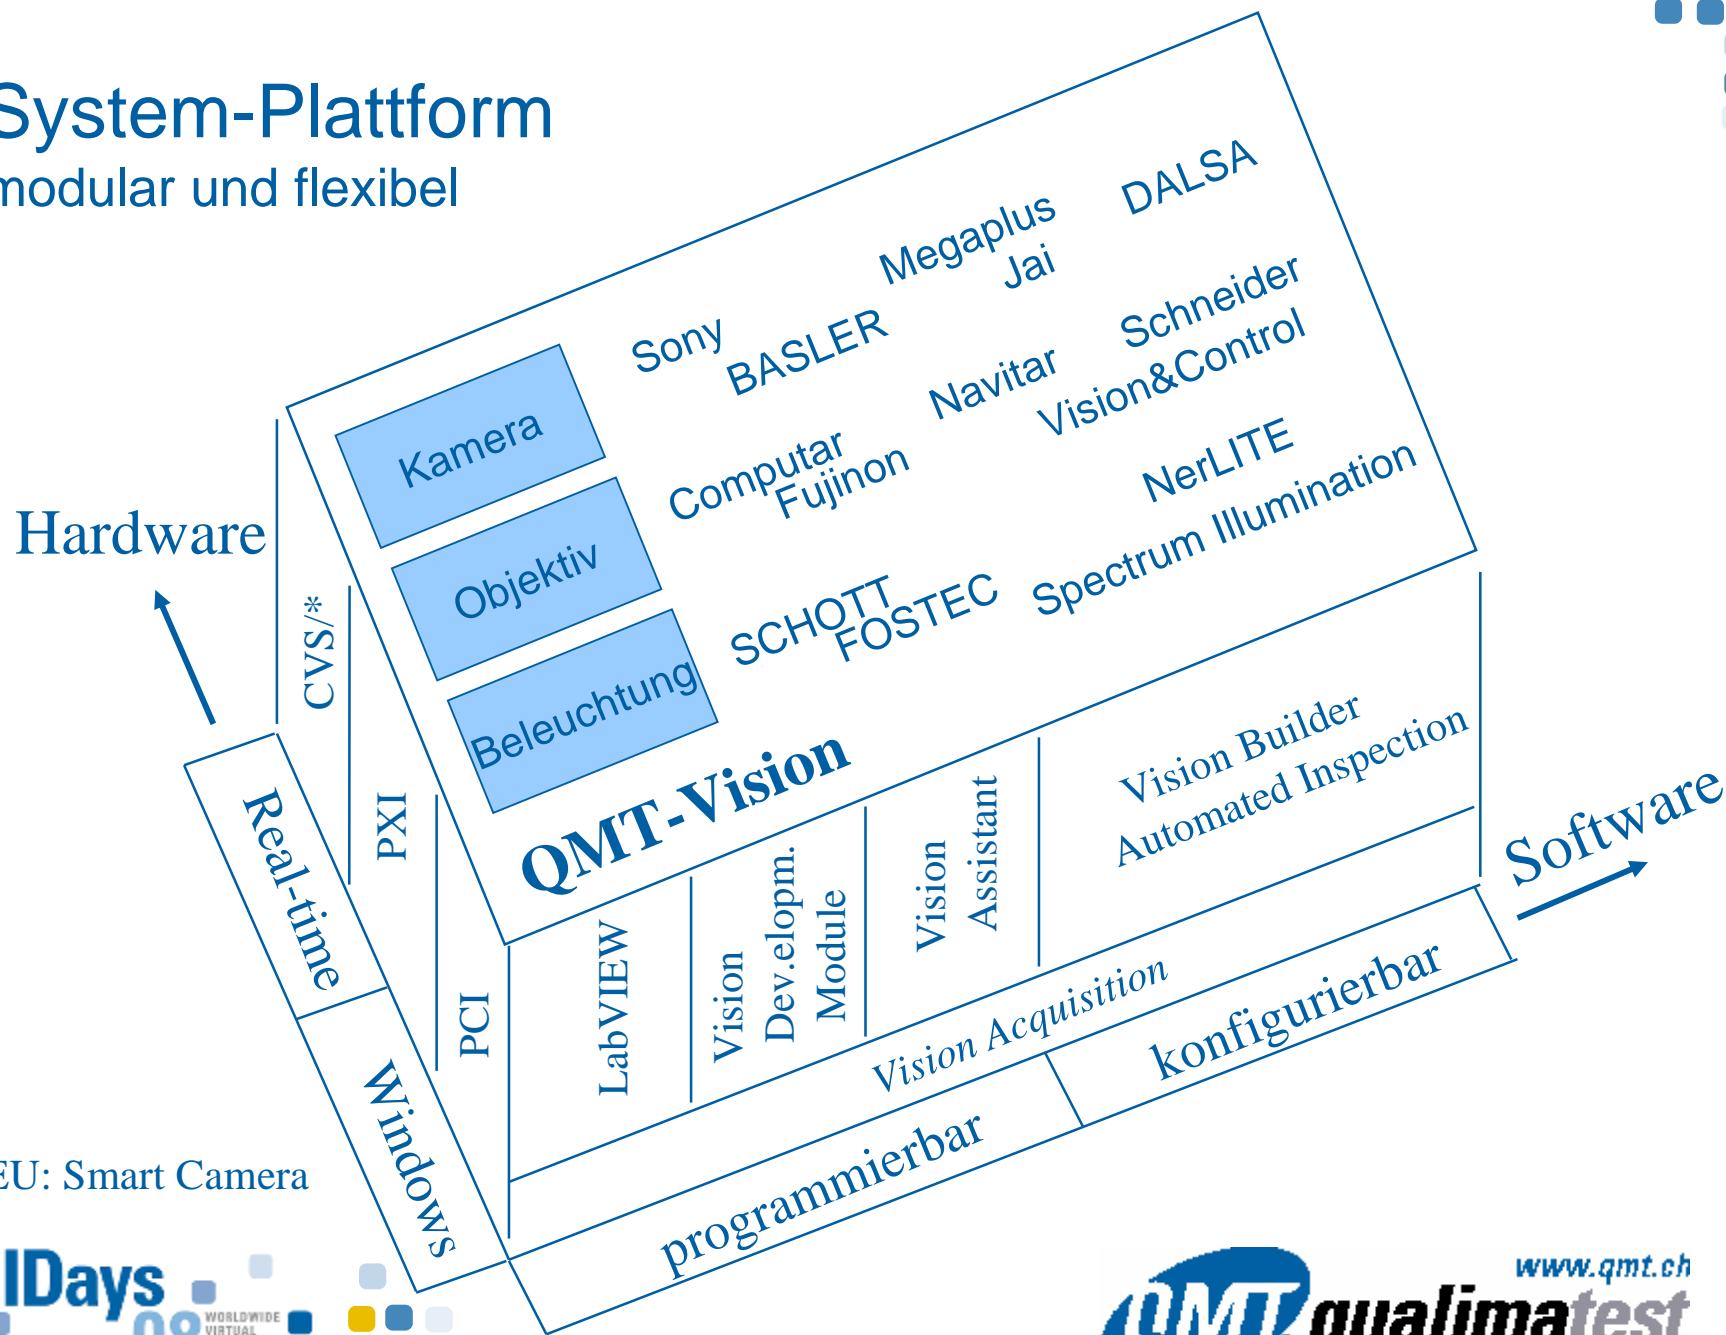 System-Plattform
modular und flexibel
DALSA
Megaplus
Jai
Sony
BASLER
Schneider
Vision&Control
Navitar
Computar
Fujinon
NerLITE
Spectrum Illumination
SCHOTT
FOSTEC
Kamera
Objektiv
Beleuchtung
QMT-Vision
Hardware
CVS/*
PXI
PCI
Real-time
Windows
LabVIEW
Vision
Dev.elopm.
Module
Vision
Assistant
Vision Builder
Automated Inspection
Vision Acquisition
Software
programmierbar
konfigurierbar
EU: Smart Camera
IDays
08
WORLDWIDE
VIRTUAL
www.qmt.ch
QMT qualimatest